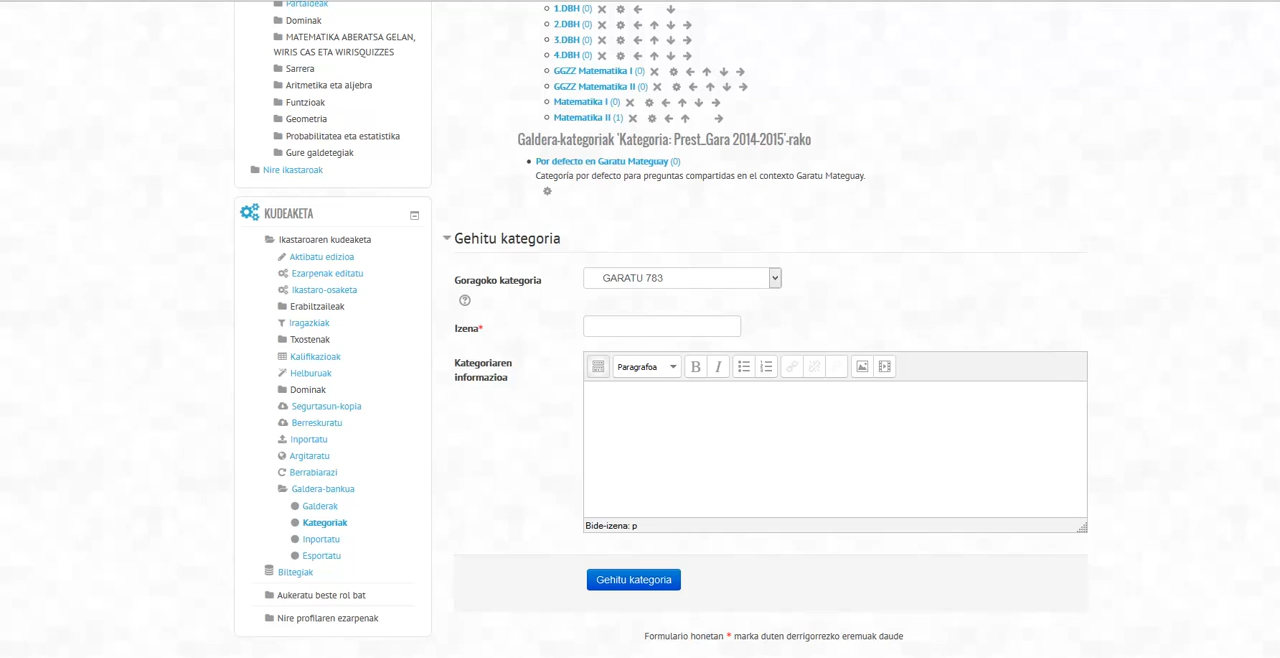 Partaideak
Dominak
MATEMATIKA ABERATSA GELAN,
WIRIS CAS ETA WIRISQUIZZES
Sarrera
Aritmetika eta aljebra
Funtzioak
Geometria
Probabilitatea eta estatistika
Gure galdetegiak
Nire ikastaroak
KUDEAKETA
Ikastaroaren kudeaketa
Aktibatu edizioa
Ezarpenak editatu
Ikastaro-osaketa
Erabiltzaileak
Iragazkiak
Txostenak
Kalifikazioak
Helburuak
Dominak
Segurtasun-kopia
Berreskuratu
Inportatu
Argitaratu
Berrabiarazi
Galdera-bankua
Galderak
Kategoriak
Inportatu
Esportatu
Biltegiak
Aukeratu beste rol bat
Nire profilaren ezarpenak
1.DBH (0)
2.DBH (0)
3.DBH (0)
4.DBH (0)
GGZZ Matematika I (0)
GGZZ Matematika II (0)
Matematika I (0)
Matematika II (1)
Galdera-kategoriak 'Kategoria: Prest_Gara 2014-2015'-rako
Por defecto en Garatu Mateguay (0)
Categoría por defecto para preguntas compartidas en el contexto Garatu Mateguay.
Gehitu kategoria
Goragoko kategoria
GARATU 783
Izena*
Kategoriaren
informazioa
Paragrafoa B I
Bide-izena: p
Gehitu kategoria
Formulario honetan * marka duten derrigorrezko eremuak daude